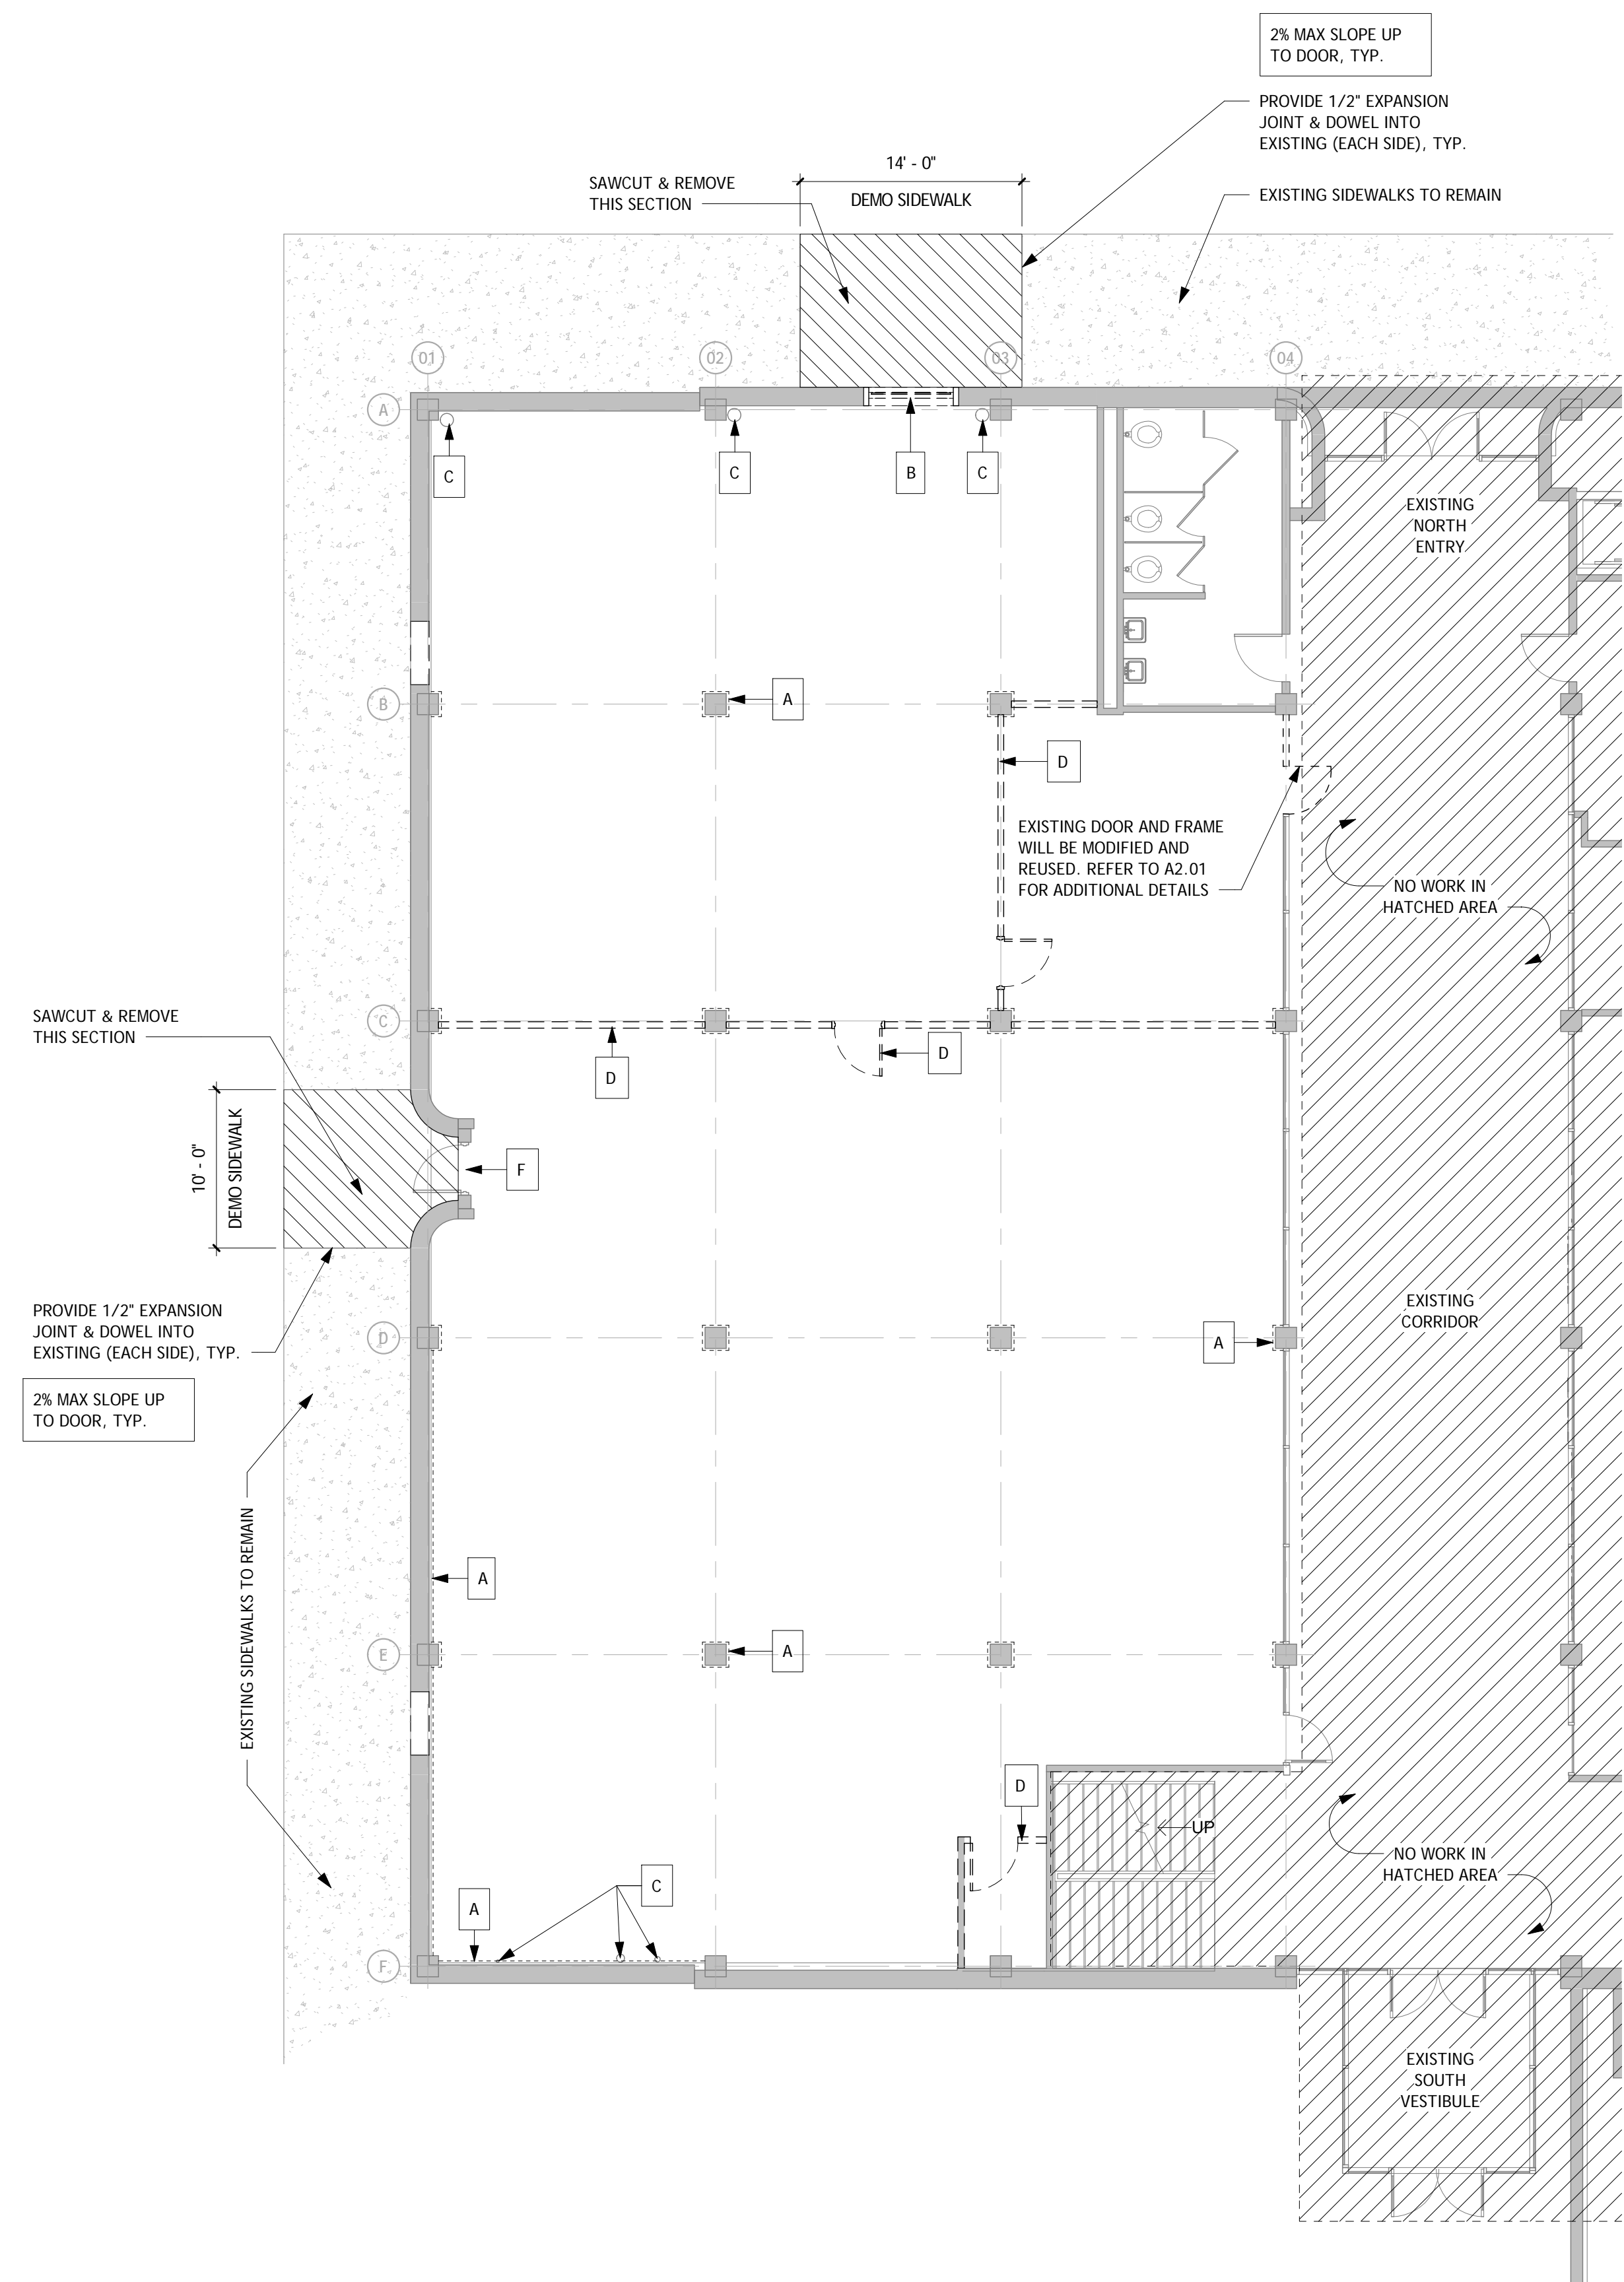 2% MAX SLOPE UP
TO DOOR, TYP.
PROVIDE 1/2" EXPANSION
JOINT & DOWEL INTO
EXISTING (EACH SIDE), TYP.
14' - 0"
DEMO SIDEWALK
SAWCUT & REMOVE
THIS SECTION
EXISTING SIDEWALKS TO REMAIN
01
02
03
04
A
C
C
B
C
EXISTING
NORTH
ENTRY
B
A
D
EXISTING DOOR AND FRAME
WILL BE MODIFIED AND
REUSED. REFER TO A2.01
FOR ADDITIONAL DETAILS
NO WORK IN
HATCHED AREA
SAWCUT & REMOVE
THIS SECTION
C
D
D
10' - 0"
DEMO SIDEWALK
F
PROVIDE 1/2" EXPANSION
JOINT & DOWEL INTO
EXISTING (EACH SIDE), TYP.
2% MAX SLOPE UP
TO DOOR, TYP.
D
A
EXISTING
CORRIDOR
EXISTING SIDEWALKS TO REMAIN
A
E
A
D
UP
NO WORK IN
HATCHED AREA
C
A
F
EXISTING
SOUTH
VESTIBULE